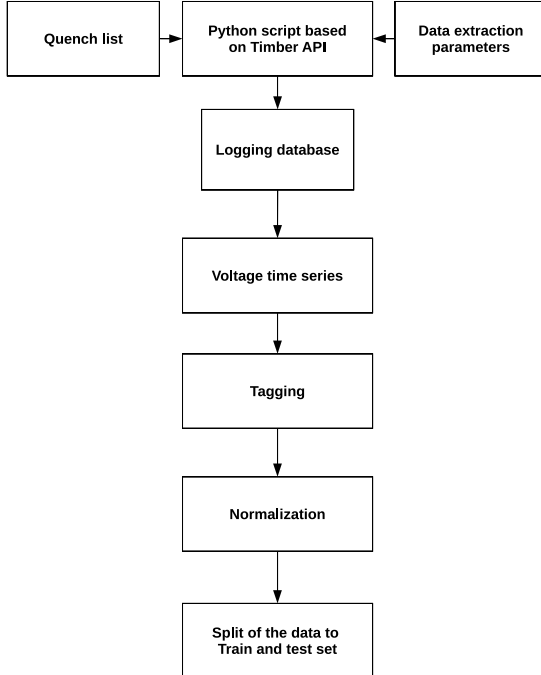 Quench list
Python script based
on Timber API
Data extraction
parameters
Logging database
Voltage time series
Tagging
Normalization
Split of the data to
Train and test set